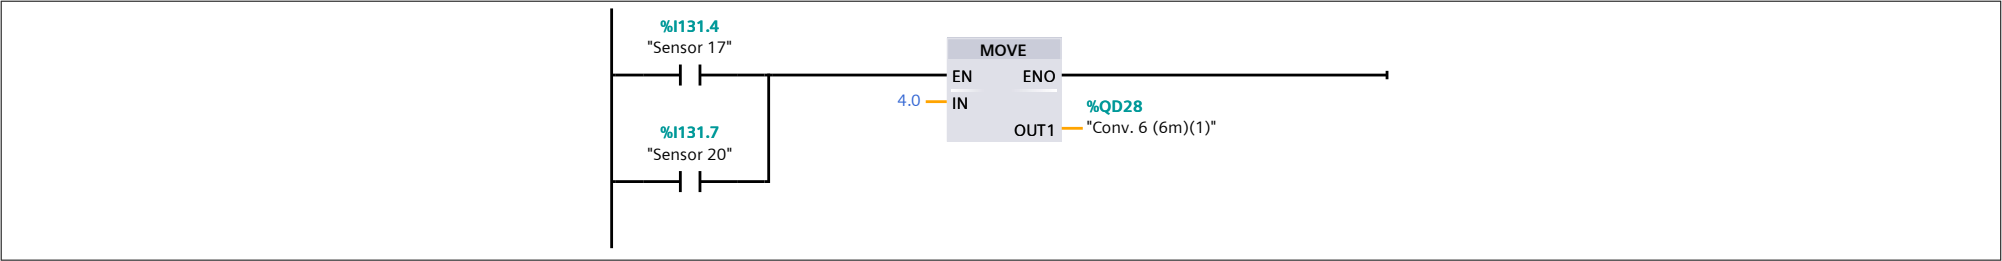 %I131.4
"Sensor 17"
MOVE
EN ENO
4.0 IN
%QD28
OUT1 "Conv. 6 (6m)(1)"
%I131.7
"Sensor 20"